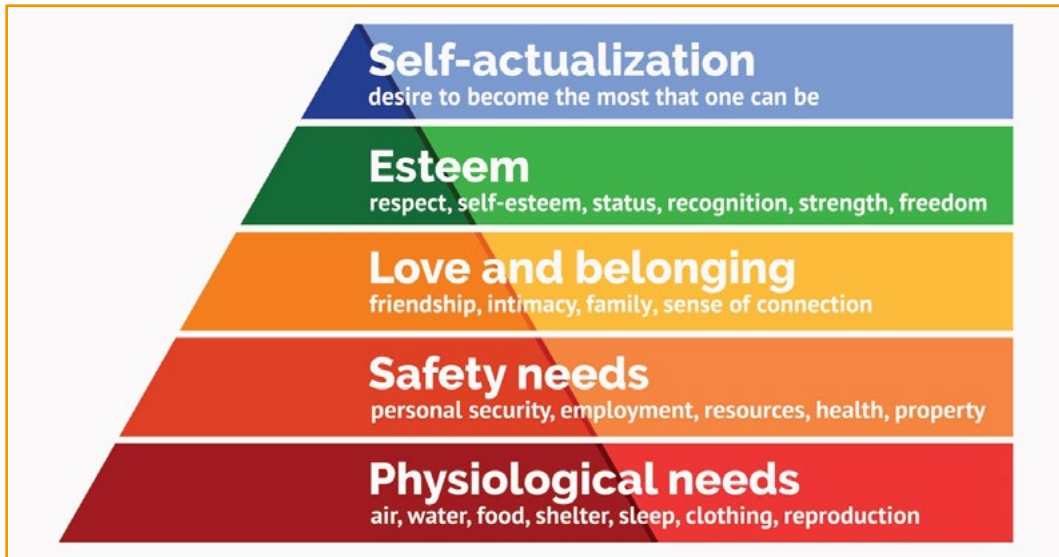 Self-actualization
desire to become the most that one can be
Esteem
respect, self-esteem, status, recognition, strength, freedom
Love and belonging
friendship, intimacy, family, sense of connection
Safety needs
personal security, employment, resources, health, property
Physiological needs
air, water, food, shelter, sleep, clothing, reproduction